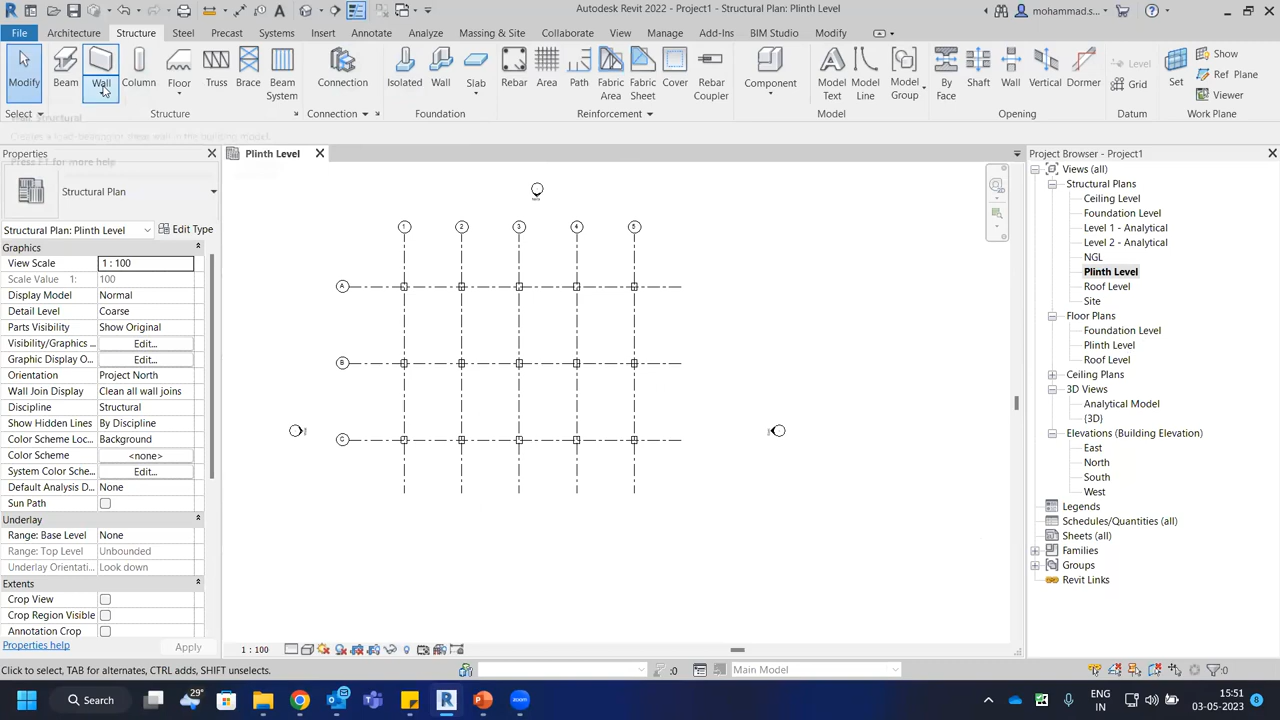 Autodesk Revit 2022 - Project1 - Structural Plan: Plinth Level
mohammad.s...
File Architecture Structure Steel Precast Systems Insert Annotate Analyze Massing & Site Collaborate View Manage Add-Ins BIM Studio Modify
Modify Beam Wall Column Floor Truss Brace Beam System Connection Isolated Wall Slab Rebar Area Path Fabric Area Fabric Sheet Cover Rebar Coupler Component Model Text Model Line Model Group By Face Shaft Wall Vertical Dormer Level Grid Set Show Ref Plane Viewer
Select Structure Connection Foundation Reinforcement Model Opening Datum Work Plane
Press F1 for more help
Properties
Structural Plan
Structural Plan: Plinth Level Edit Type
Graphics
View Scale 1 : 100
Scale Value 1: 100
Display Model Normal
Detail Level Coarse
Parts Visibility Show Original
Visibility/Graphics ... Edit...
Graphic Display O... Edit...
Orientation Project North
Wall Join Display Clean all wall joins
Discipline Structural
Show Hidden Lines By Discipline
Color Scheme Loc... Background
Color Scheme <none>
System Color Sche... Edit...
Default Analysis D... None
Sun Path
Underlay
Range: Base Level None
Range: Top Level Unbounded
Underlay Orientati... Look down
Extents
Crop View
Crop Region Visible
Annotation Crop
Properties help Apply
Plinth Level
1 2 3 4 5
A
B
C
1 : 100
Project Browser - Project1
Views (all)
Structural Plans
Ceiling Level
Foundation Level
Level 1 - Analytical
Level 2 - Analytical
NGL
Plinth Level
Roof Level
Site
Floor Plans
Foundation Level
Plinth Level
Roof Level
Ceiling Plans
3D Views
Analytical Model
{3D}
Elevations (Building Elevation)
East
North
South
West
Legends
Schedules/Quantities (all)
Sheets (all)
Families
Groups
Revit Links
Click to select, TAB for alternates, CTRL adds, SHIFT unselects. :0 Main Model :0
Search 29° ENG IN 15:51 03-05-2023